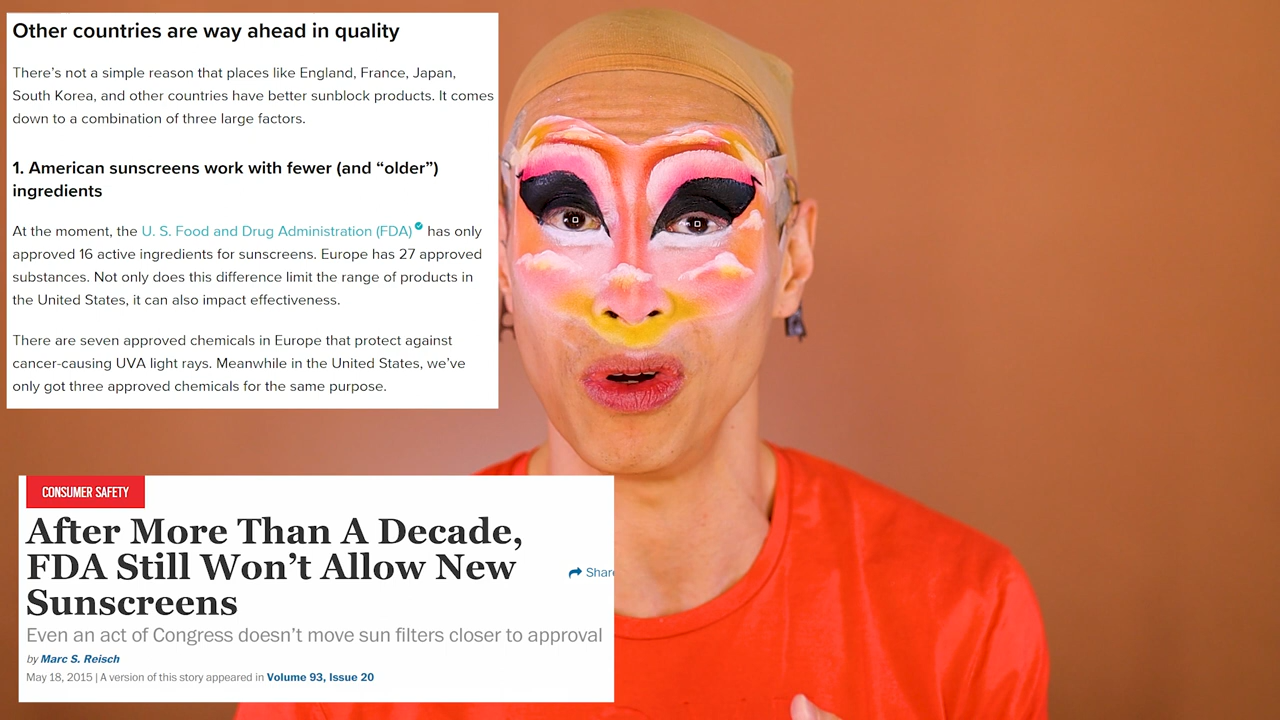 Other countries are way ahead in quality
There's not a simple reason that places like England, France, Japan,
South Korea, and other countries have better sunblock products. It comes
down to a combination of three large factors.
1. American sunscreens work with fewer (and “older”)
ingredients
At the moment, the U. S. Food and Drug Administration (FDA) has only
approved 16 active ingredients for sunscreens. Europe has 27 approved
substances. Not only does this difference limit the range of products in
the United States, it can also impact effectiveness.
There are seven approved chemicals in Europe that protect against
cancer-causing UVA light rays. Meanwhile in the United States, we’ve
only got three approved chemicals for the same purpose.
CONSUMER SAFETY
After More Than A Decade,
FDA Still Won’t Allow New
Sunscreens
Share
Even an act of Congress doesn’t move sun filters closer to approval
by Marc S. Reisch
May 18, 2015 | A version of this story appeared in Volume 93, Issue 20